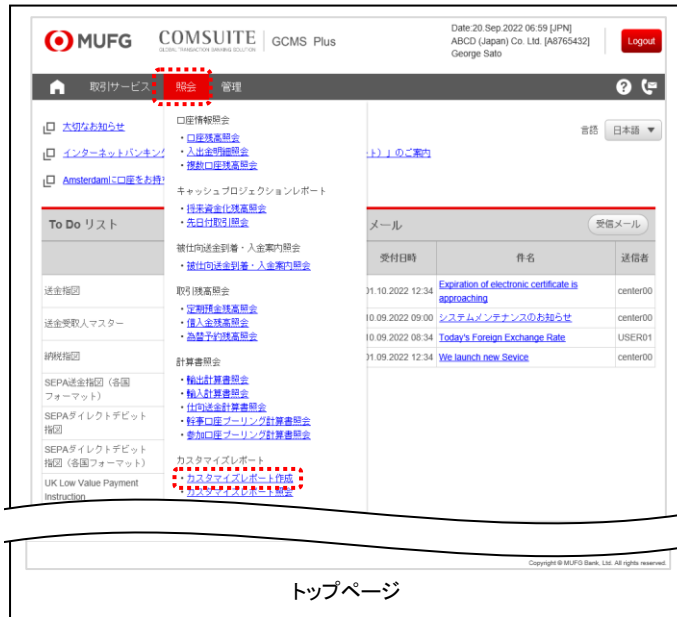 MUFG
COMSUITE
GLOBAL TRANSACTION BANKING SOLUTION
GCMS Plus
Date:20.Sep.2022 06:59 [JPN]
ABCD (Japan) Co. Ltd. [A8765432]
George Sato
Logout
取引サービス 照会 管理
大切なお知らせ
言語 日本語 ▼
インターネットバンキン
ト）」のご案内
Amsterdamに口座をお持
口座情報照会
・口座残高照会
・入出金明細照会
・複数口座残高照会
キャッシュプロジェクションレポート
・将来資金化残高照会
・先日付取引照会
被仕向送金到着・入金案内照会
・被仕向送金到着・入金案内照会
取引残高照会
・定期預金残高照会
・借入金残高照会
・為替予約残高照会
計算書照会
・輸出計算書照会
・輸入計算書照会
・仕向送金計算書照会
・幹事口座プーリング計算書照会
・参加口座プーリング計算書照会
カスタマイズレポート
・カスタマイズレポート作成
・カスタマイズレポート照会
To Do リスト
送金指図
送金受取人マスター
納税指図
SEPA送金指図（各国
フォーマット）
SEPAダイレクトデビット
指図
SEPAダイレクトデビット
指図（各国フォーマット）
UK Low Value Payment
Instruction
メール
受信メール
受付日時 件名 送信者
01.10.2022 12:34 Expiration of electronic certificate is approaching center00
10.09.2022 09:00 システムメンテナンスのお知らせ center00
10.09.2022 08:34 Today's Foreign Exchange Rate USER01
01.09.2022 12:34 We launch new Sevice center00
Copyright © MUFG Bank, Ltd. All rights reserved.
トップページ